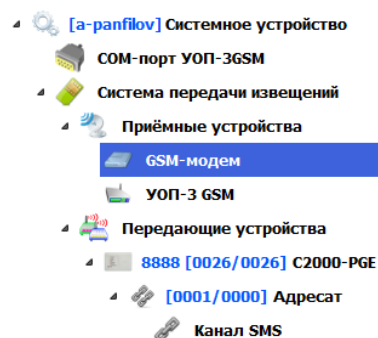 [a-panfilov] Системное устройство
COM-порт УОП-3GSM
Система передачи извещений
Приёмные устройства
GSM-модем
УОП-3 GSM
Передающие устройства
8888 [0026/0026] С2000-PGE
[0001/0000] Адресат
Канал SMS